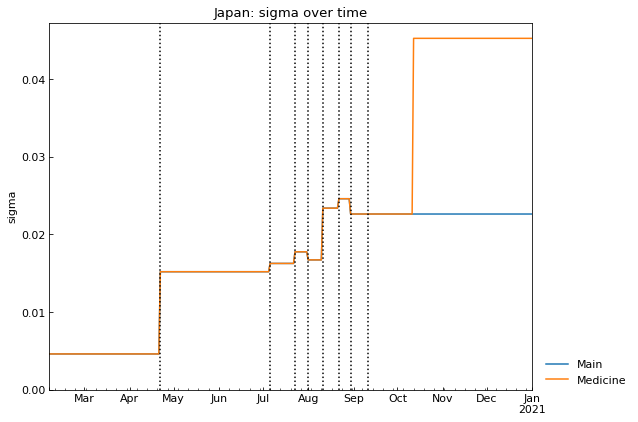 Japan: sigma over time
sigma
0.04
0.03
0.02
0.01
0.00
Mar Apr May Jun Jul Aug Sep Oct Nov Dec Jan
2021
Main
Medicine